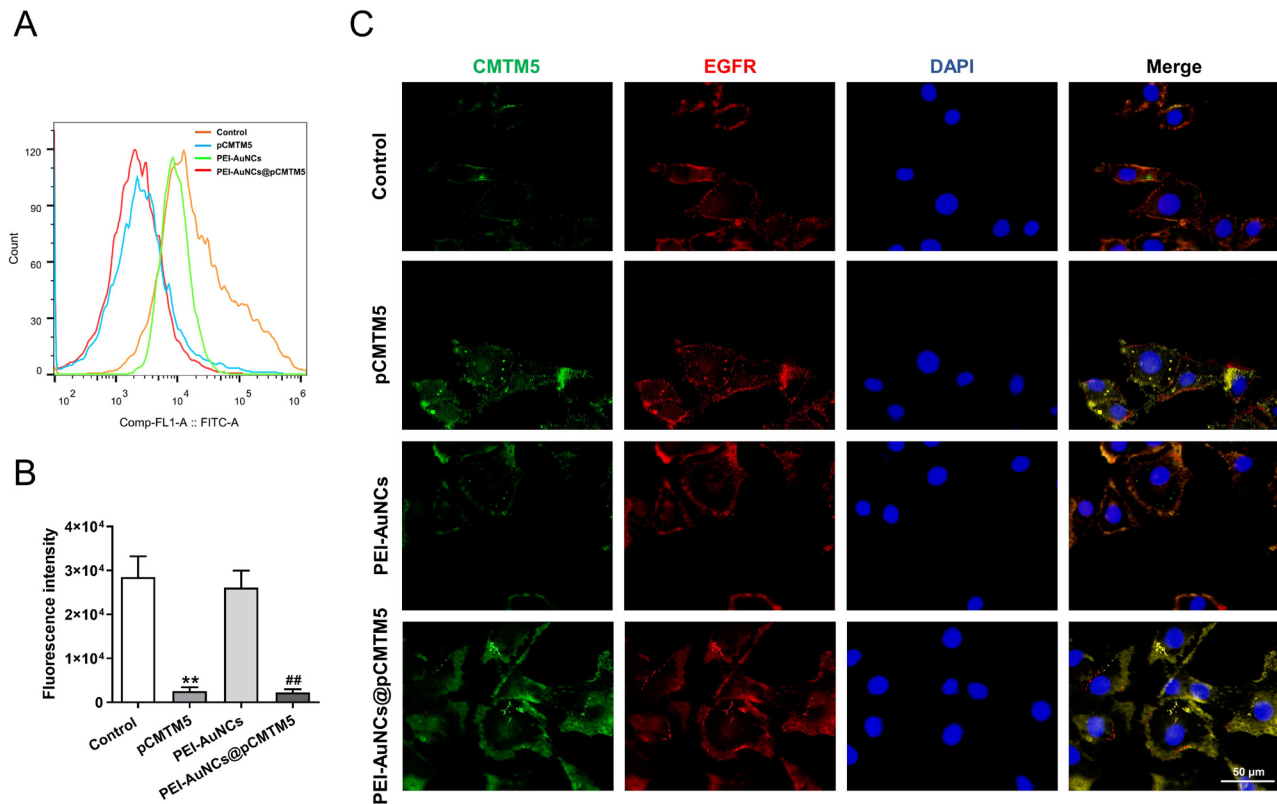 A
Control
pCMTM5
PEI-AuNCs
PEI-AuNCs@pCMTM5
120
90
60
30
0
Count
10²
10³
10⁴
10⁵
10⁶
Comp-FL1-A :: FITC-A
B
4×10⁴
3×10⁴
2×10⁴
1×10⁴
0
Fluorescence intensity
**
##
Control
pCMTM5
PEI-AuNCs
PEI-AuNCs@pCMTM5
C
CMTM5
EGFR
DAPI
Merge
Control
pCMTM5
PEI-AuNCs
PEI-AuNCs@pCMTM5
50 μm